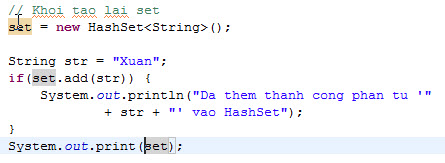 // Khoi tao lai set
set = new HashSet<String>();
String str = "Xuan";
if(set.add(str)) {
System.out.println("Da them thanh cong phan tu '"
+ str + "' vao HashSet");
}
System.out.print(set);